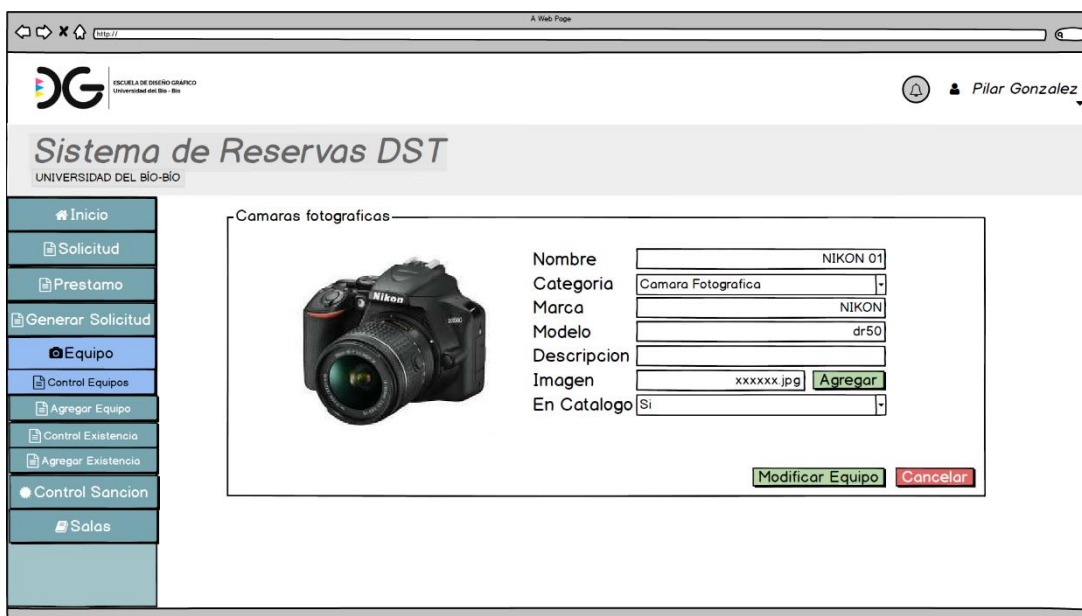 A Web Page
http://
DG
ESCUELA DE DISEÑO GRÁFICO
Universidad del Bio - Bio
Pilar Gonzalez
Sistema de Reservas DST
UNIVERSIDAD DEL BÍO-BÍO
Inicio
Solicitud
Prestamo
Generar Solicitud
Equipo
Control Equipos
Agregar Equipo
Control Existencia
Agregar Existencia
Control Sancion
Salas
Camaras fotograficas
Nikon
Nombre NIKON 01
Categoria Camara Fotografica
Marca NIKON
Modelo dr50
Descripcion
Imagen xxxxxx.jpg Agregar
En Catalogo Si
Modificar Equipo Cancelar